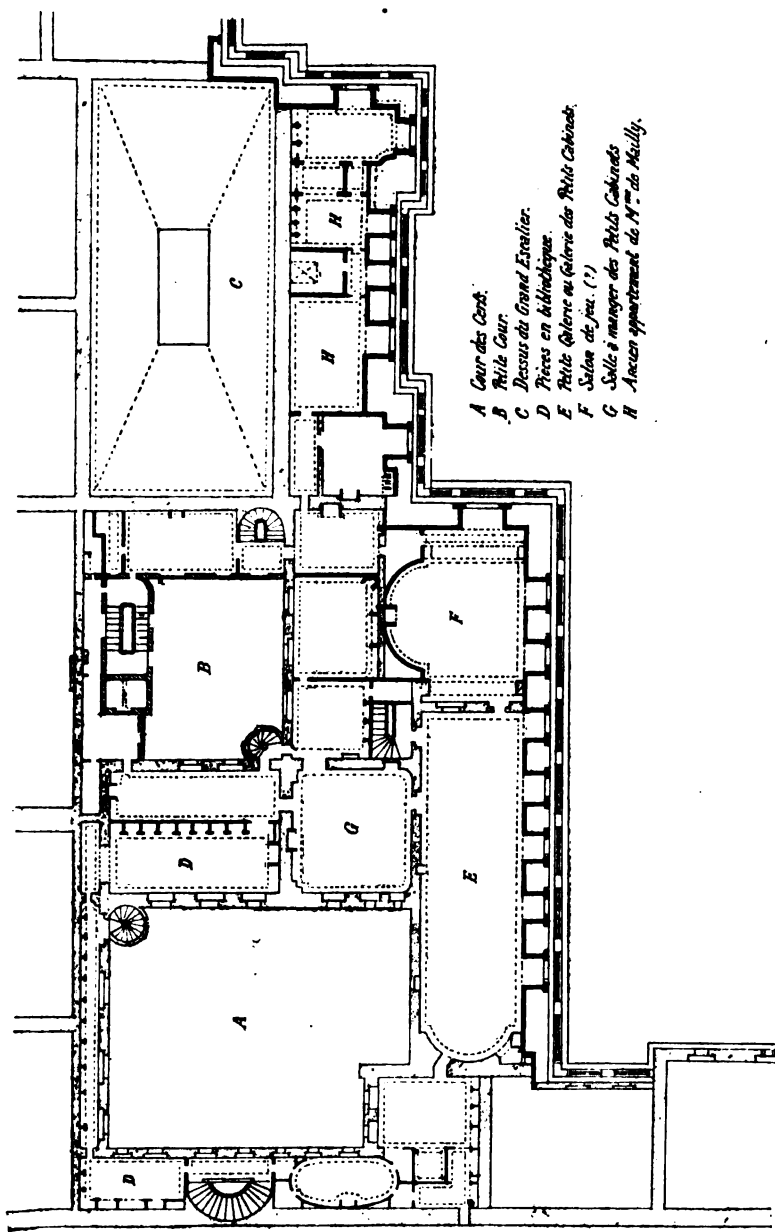 A Cour des Cerfs.
B Petite Cour.
C Dessus du Grand Escalier.
D Pièces en bibliothèque
E Petite Galerie ou Galerie des Petits Cabinets.
F Salon de jeu. (?)
G Salle à manger des Petits Cabinets
H Ancien appartement de Mme de Mailly.
C
H
H
B
F
D
G
E
A
D